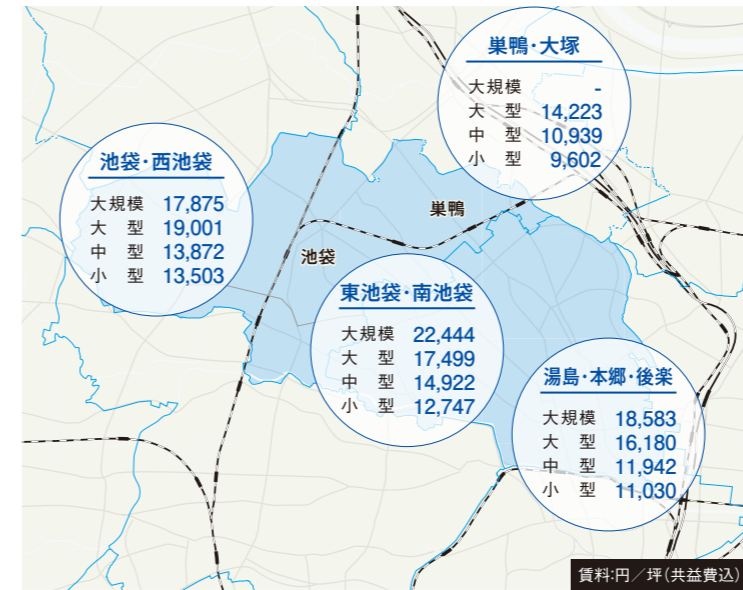 巣鴨・大塚
大規模 -
大型 14,223
中型 10,939
小型 9,602
池袋・西池袋
大規模 17,875
大型 19,001
中型 13,872
小型 13,503
巣鴨
池袋
東池袋・南池袋
大規模 22,444
大型 17,499
中型 14,922
小型 12,747
湯島・本郷・後楽
大規模 18,583
大型 16,180
中型 11,942
小型 11,030
賃料:円／坪(共益費込)